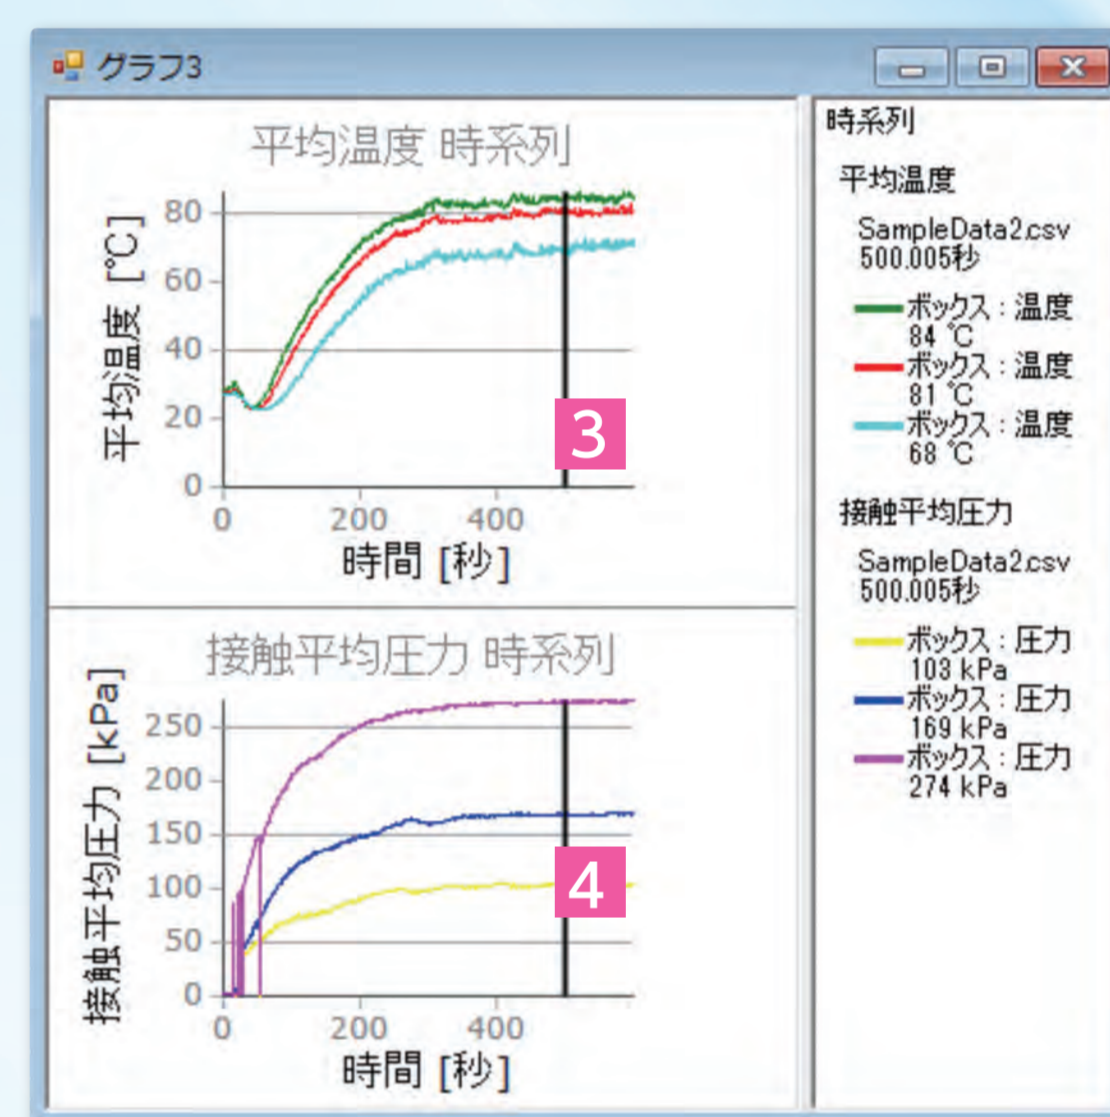 グラフ3
平均温度 時系列
平均温度 [℃]
80
60
40
20
0
0
200
400
時間 [秒]
3
接触平均圧力 時系列
接触平均圧力 [kPa]
250
200
150
100
50
0
0
200
400
時間 [秒]
4
時系列
平均温度
SampleData2.csv
500.005秒
ボックス : 温度
84 ℃
ボックス : 温度
81 ℃
ボックス : 温度
68 ℃
接触平均圧力
SampleData2.csv
500.005秒
ボックス : 圧力
103 kPa
ボックス : 圧力
169 kPa
ボックス : 圧力
274 kPa